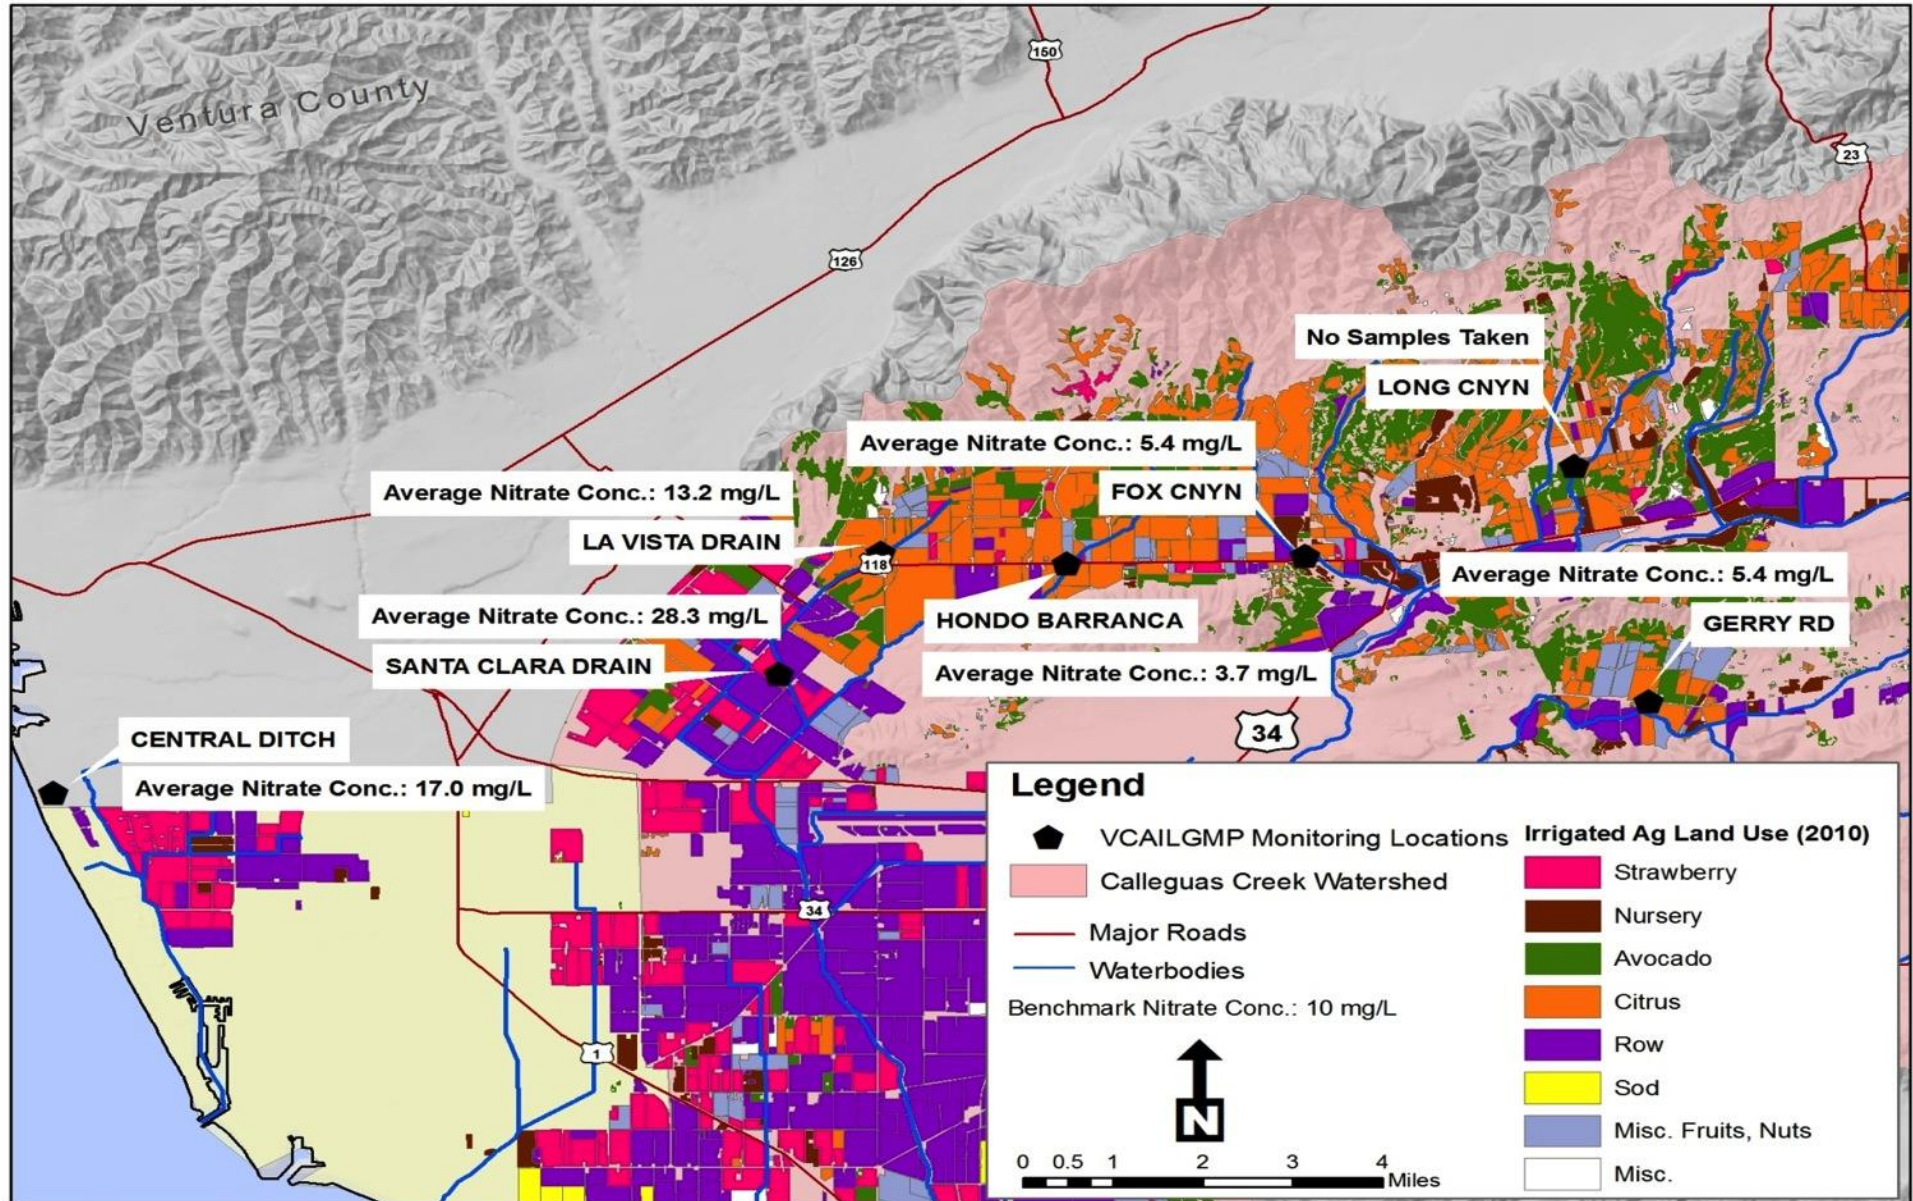 Ventura County
150
23
126
No Samples Taken
LONG CNYN
Average Nitrate Conc.: 5.4 mg/L
FOX CNYN
Average Nitrate Conc.: 13.2 mg/L
LA VISTA DRAIN
118
Average Nitrate Conc.: 5.4 mg/L
GERRY RD
Average Nitrate Conc.: 28.3 mg/L
SANTA CLARA DRAIN
HONDO BARRANCA
Average Nitrate Conc.: 3.7 mg/L
34
CENTRAL DITCH
Average Nitrate Conc.: 17.0 mg/L
34
1
Legend
VCAILGMP Monitoring Locations
Calleguas Creek Watershed
Major Roads
Waterbodies
Benchmark Nitrate Conc.: 10 mg/L
N
0 0.5 1 2 3 4
Miles
Irrigated Ag Land Use (2010)
Strawberry
Nursery
Avocado
Citrus
Row
Sod
Misc. Fruits, Nuts
Misc.